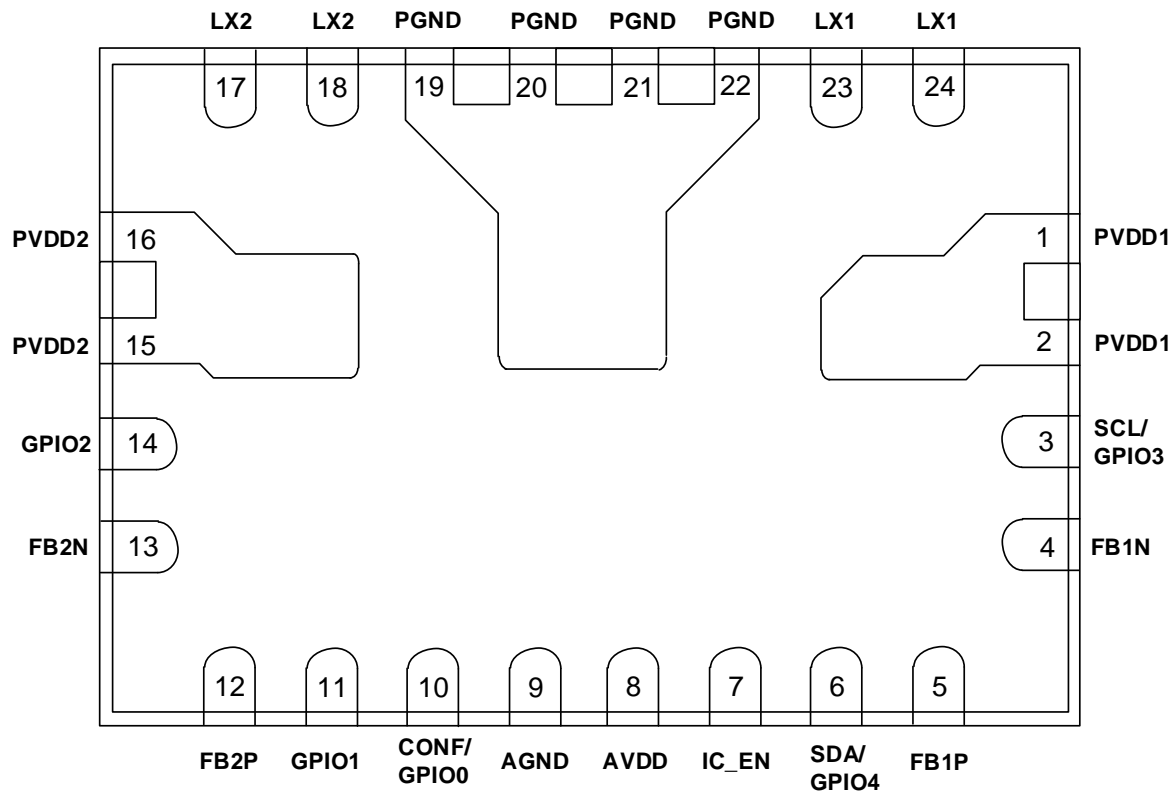 LX2 LX2 PGND PGND PGND PGND LX1 LX1
17 18 19 20 21 22 23 24
PVDD2 16 1 PVDD1
PVDD2 15 2 PVDD1
GPIO2 14 3 SCL/
GPIO3
FB2N 13 4 FB1N
12 11 10 9 8 7 6 5
FB2P GPIO1 CONF/ AGND AVDD IC_EN SDA/ FB1P
GPIO0 GPIO4